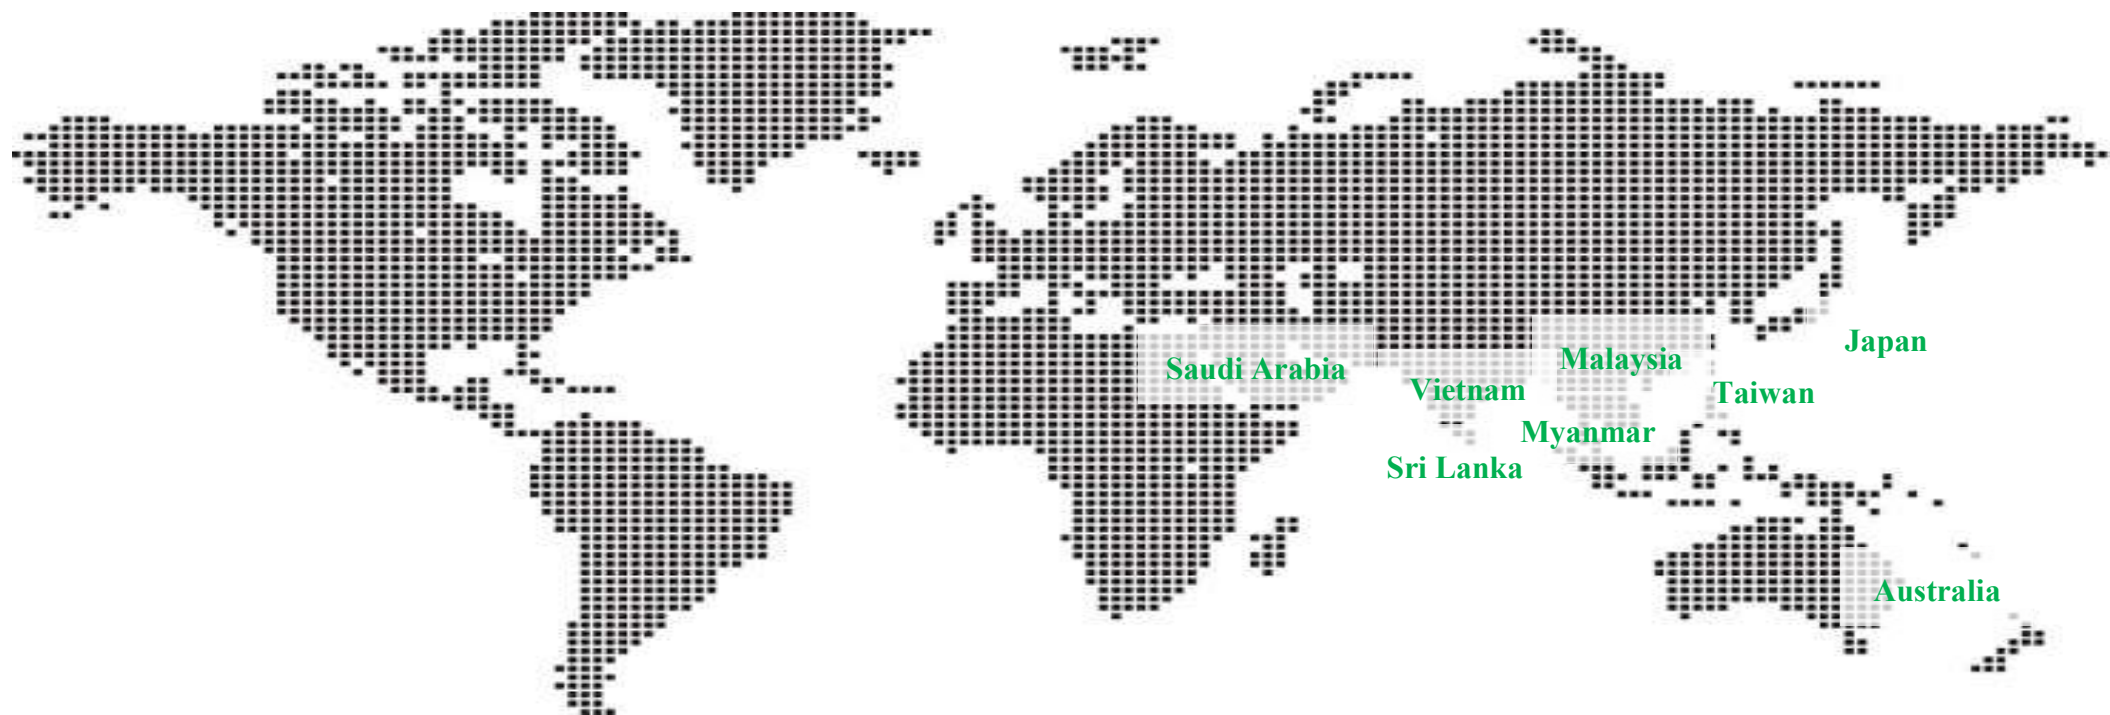 Japan
Malaysia
Saudi Arabia
Vietnam
Taiwan
Myanmar
Sri Lanka
Australia